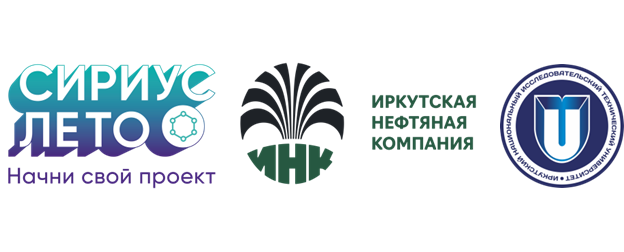 СИРИУС
ЛЕТО
Начни свой проект
ИНК
ИРКУТСКАЯ
НЕФТЯНАЯ
КОМПАНИЯ
ИРКУТСКИЙ НАЦИОНАЛЬНЫЙ ИССЛЕДОВАТЕЛЬСКИЙ ТЕХНИЧЕСКИЙ УНИВЕРСИТЕТ